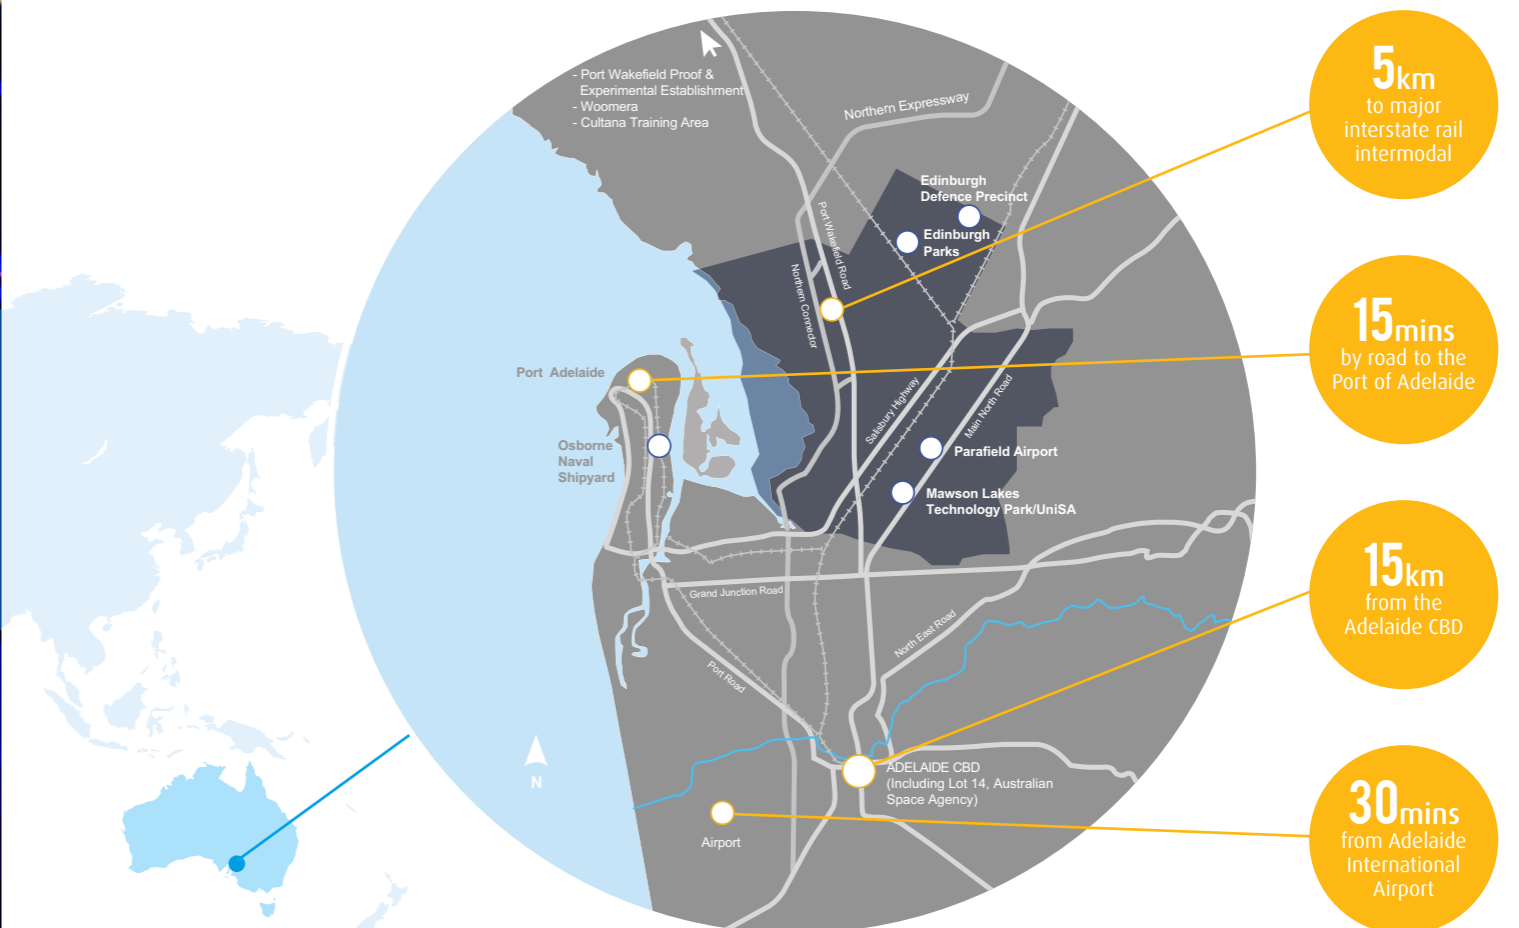 - Port Wakefield Proof &
Experimental Establishment
- Woomera
- Cultana Training Area
Northern Expressway
Edinburgh
Defence Precinct
Edinburgh
Parks
Port Wakefield Road
Northern Connector
Port Adelaide
Osborne
Naval
Shipyard
Salisbury Highway
Main North Road
Parafield Airport
Mawson Lakes
Technology Park/UniSA
Grand Junction Road
North East Road
Port Road
N
ADELAIDE CBD
(Including Lot 14, Australian
Space Agency)
Airport
5km
to major
interstate rail
intermodal
15mins
by road to the
Port of Adelaide
15km
from the
Adelaide CBD
30mins
from Adelaide
International
Airport